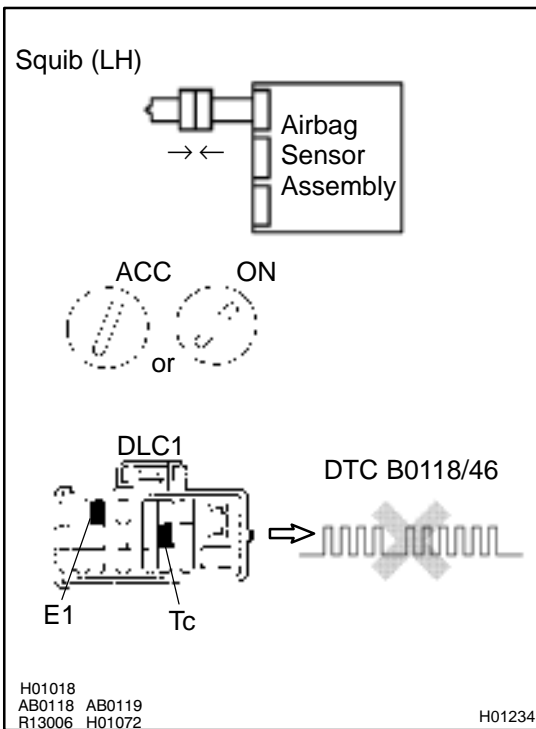 Squib (LH)
Airbag
Sensor
Assembly
ACC
ON
or
DLC1
DTC B0118/46
E1
Tc
H01018
AB0118 AB0119
R13006 H01072
H01234